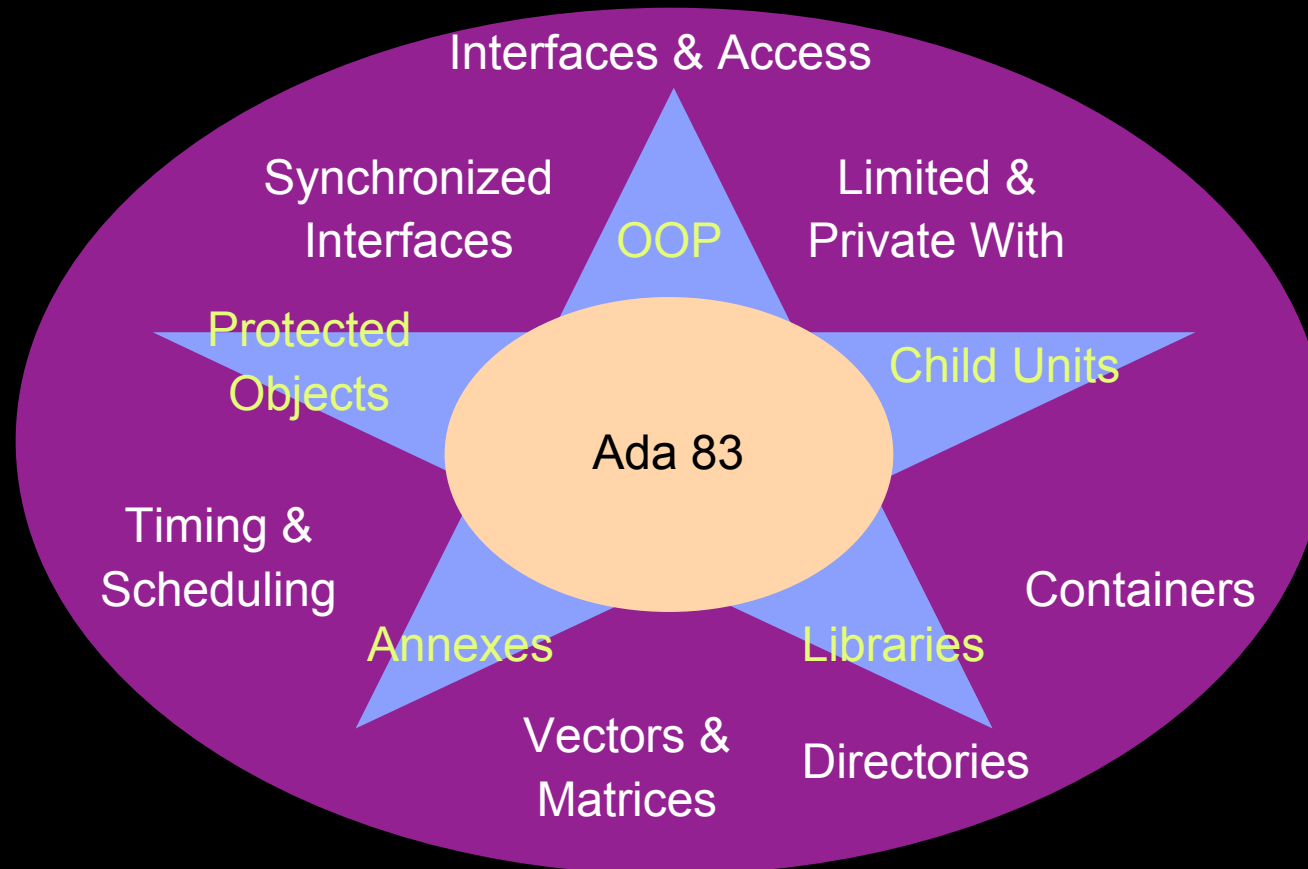 Interfaces & Access
Synchronized
Interfaces
OOP
Limited &
Private With
Protected
Objects
Child Units
Ada 83
Timing &
Scheduling
Containers
Annexes
Libraries
Vectors &
Matrices
Directories